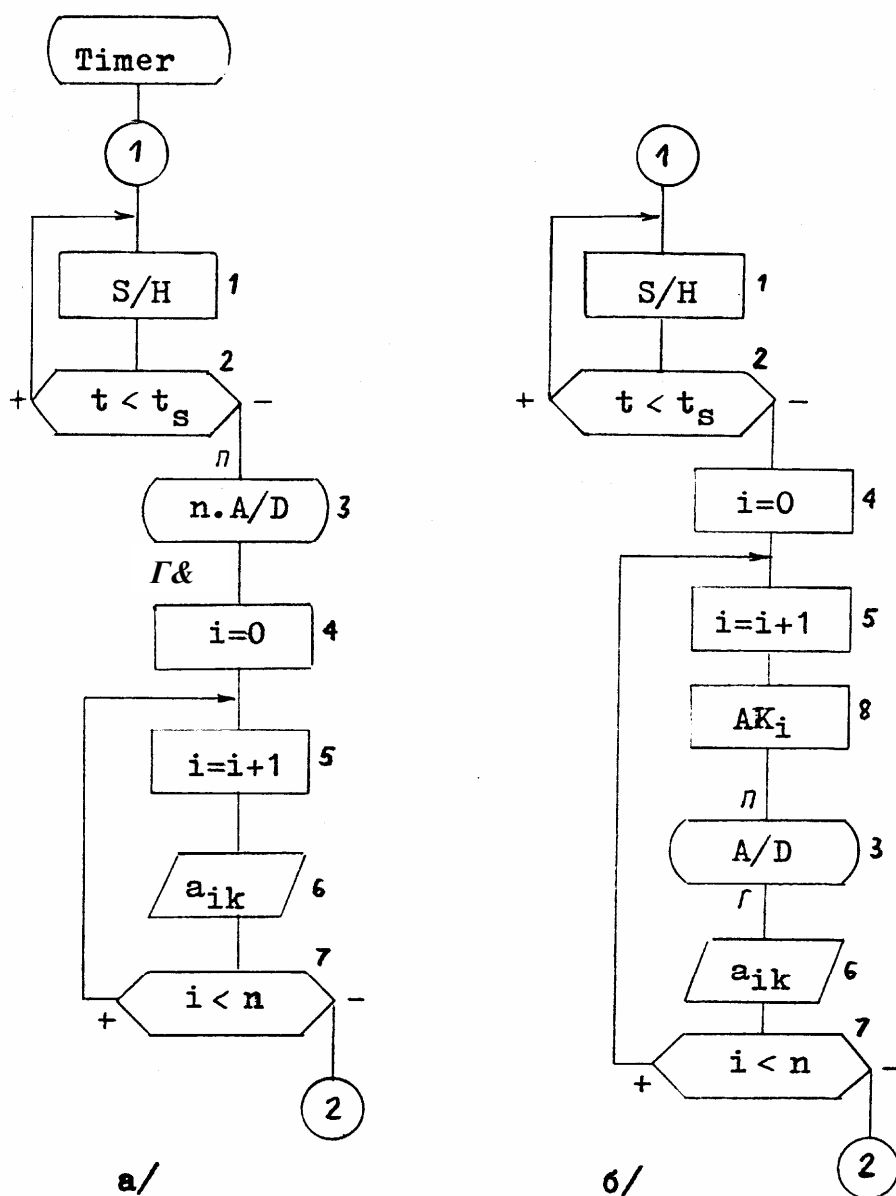 Timer
1
S/H 1
2
+ t < ts -
П
n.A/D 3
Г&
i=0 4
i=i+1 5
aik 6
7
+ i < n -
2
а/
1
S/H 1
2
+ t < ts -
i=0 4
i=i+1 5
AKi 8
П
A/D 3
Г
aik 6
7
+ i < n -
2
б/